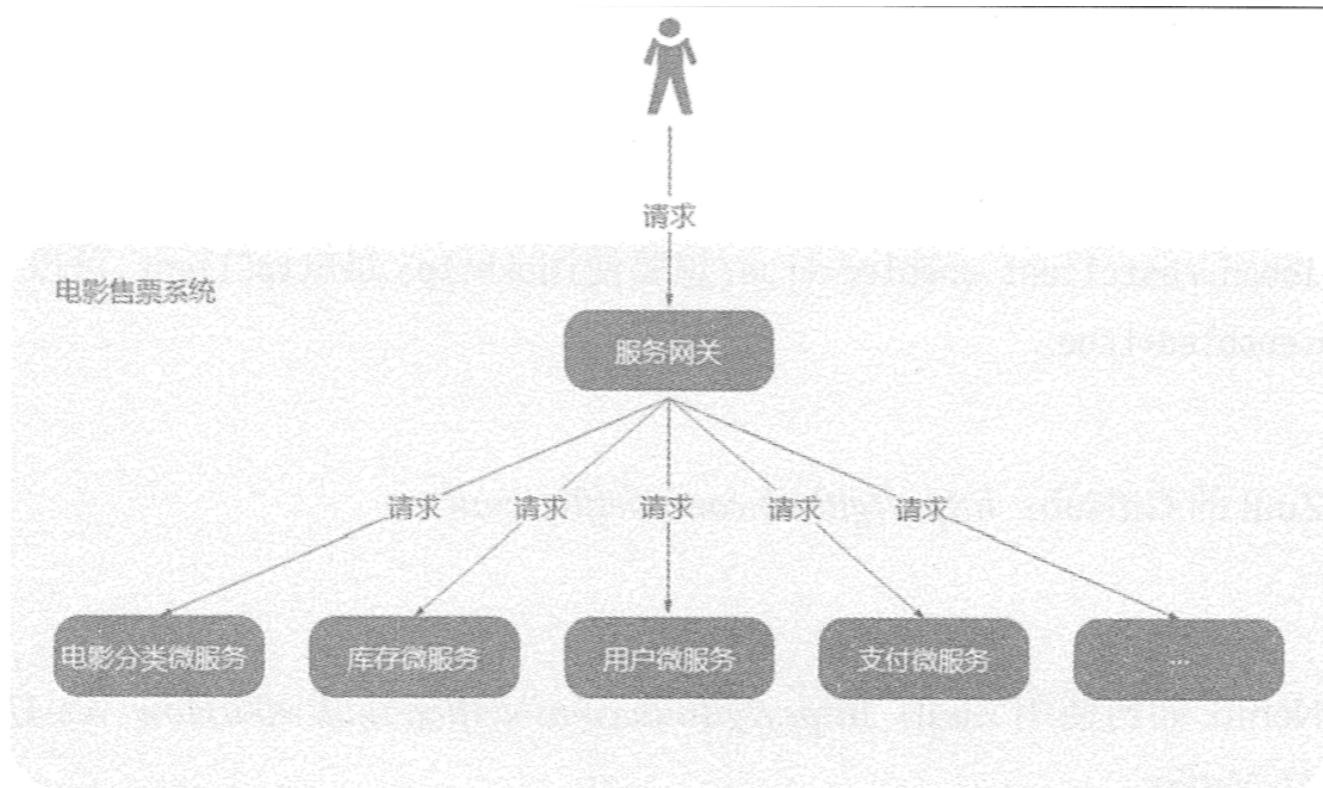 请求
电影售票系统
服务网关
请求 请求 请求 请求 请求
电影分类微服务 库存微服务 用户微服务 支付微服务 ...